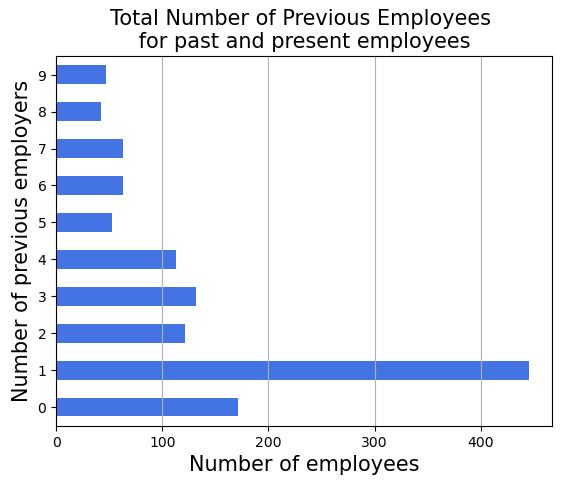 Total Number of Previous Employees
for past and present employees
Number of previous employers
9
8
7
6
5
4
3
2
1
0
0 100 200 300 400
Number of employees